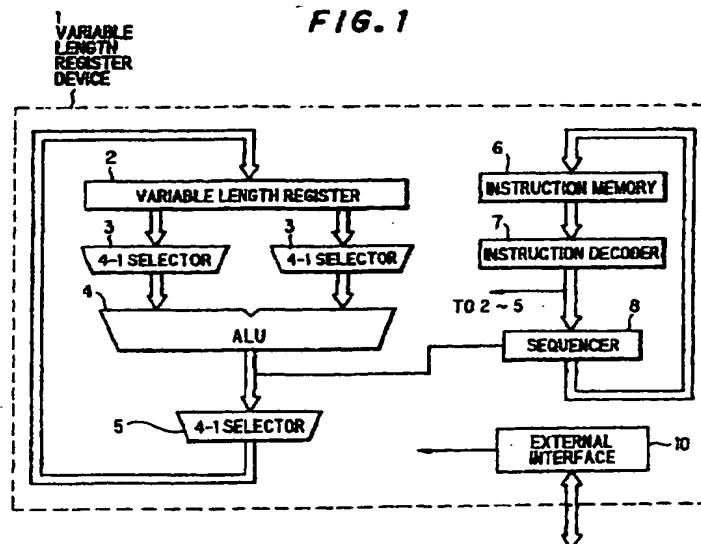 FIG. 1
1
VARIABLE
LENGTH
REGISTER
DEVICE
2
VARIABLE LENGTH REGISTER
3
4-1 SELECTOR
3
4-1 SELECTOR
4
ALU
5
4-1 SELECTOR
6
INSTRUCTION MEMORY
7
INSTRUCTION DECODER
TO 2 ~ 5
8
SEQUENCER
EXTERNAL
INTERFACE
10